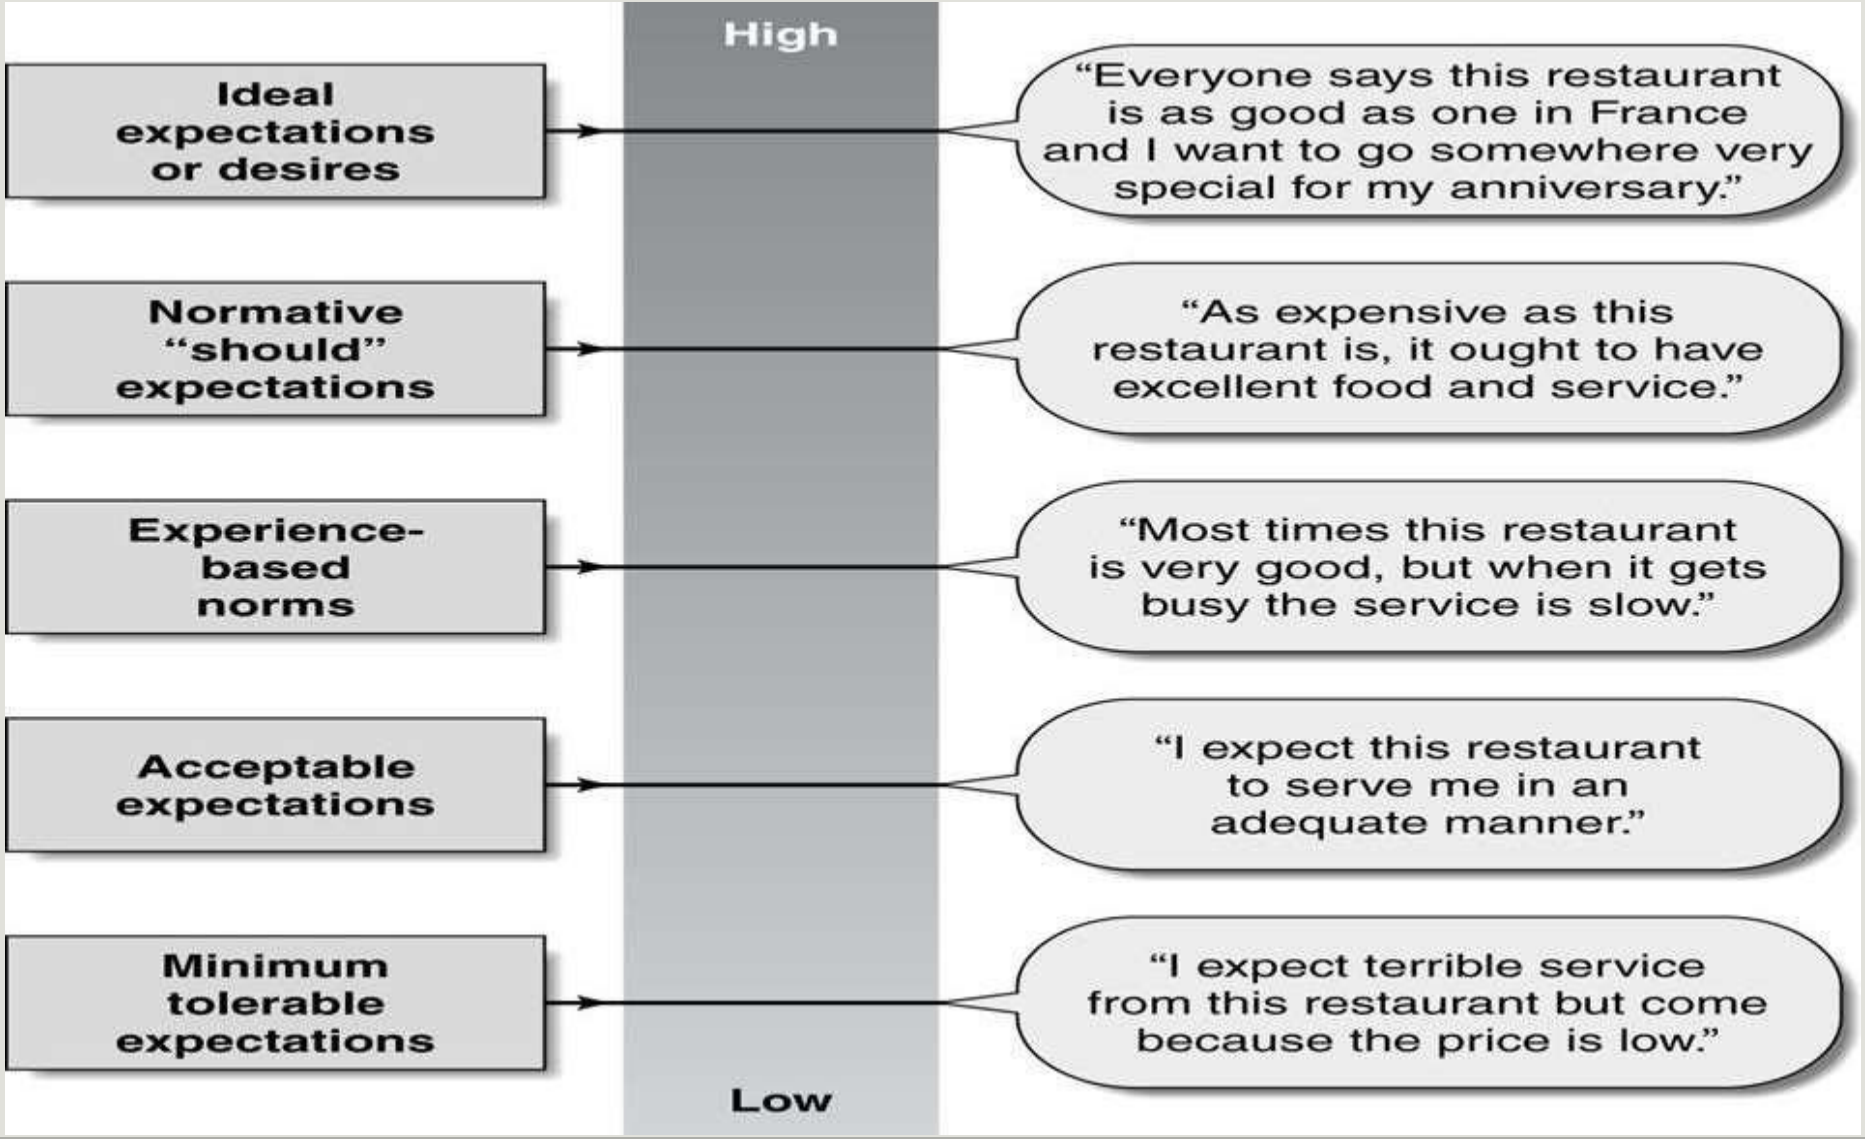 High
Ideal
expectations
or desires
“Everyone says this restaurant
is as good as one in France
and I want to go somewhere very
special for my anniversary.”
Normative
“should”
expectations
“As expensive as this
restaurant is, it ought to have
excellent food and service.”
Experience-
based
norms
“Most times this restaurant
is very good, but when it gets
busy the service is slow.”
Acceptable
expectations
“I expect this restaurant
to serve me in an
adequate manner.”
Minimum
tolerable
expectations
“I expect terrible service
from this restaurant but come
because the price is low.”
Low